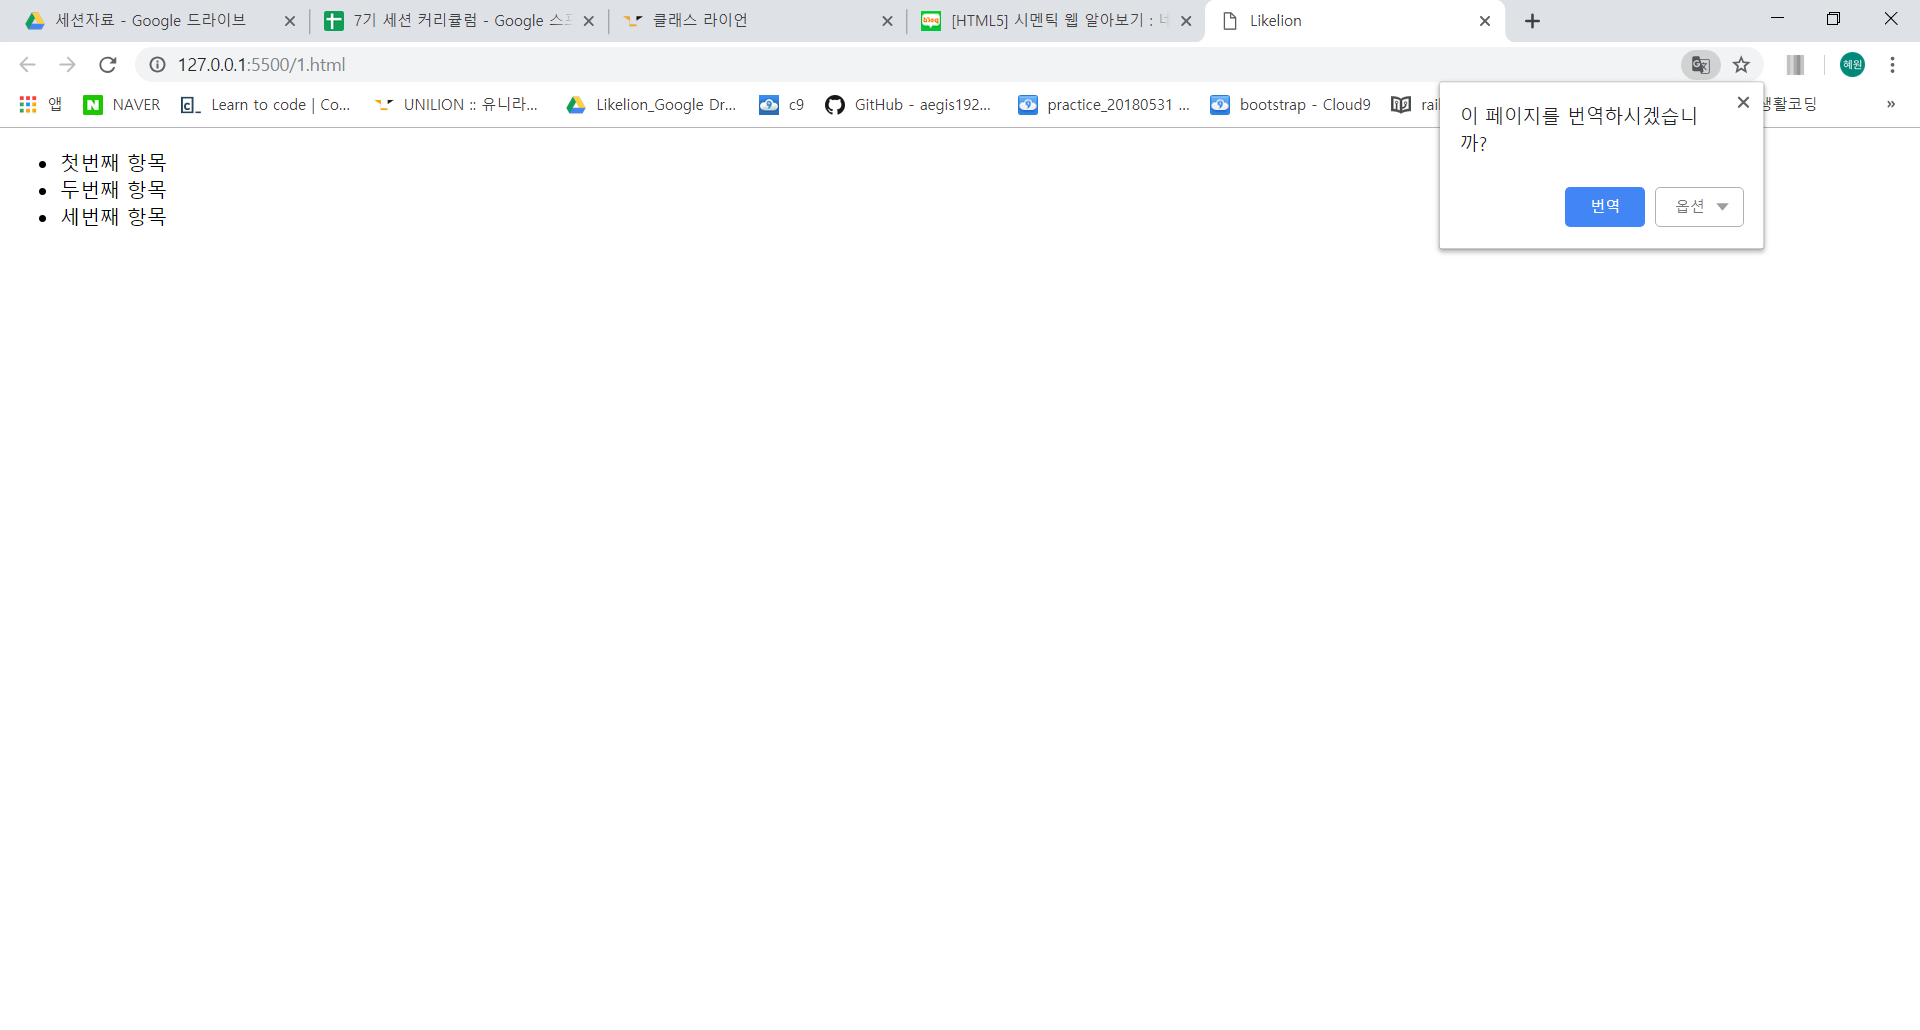 세션자료 - Google 드라이브
7기 세션 커리큘럼 - Google 스프
클래스 라이언
[HTML5] 시멘틱 웹 알아보기 : 네
Likelion
127.0.0.1:5500/1.html
혜원
앱
NAVER
Learn to code | Co...
UNILION :: 유니라...
Likelion_Google Dr...
c9
GitHub - aegis192...
practice_20180531 ...
bootstrap - Cloud9
rail
생활코딩
»
이 페이지를 번역하시겠습니
까?
번역
옵션
첫번째 항목
두번째 항목
세번째 항목